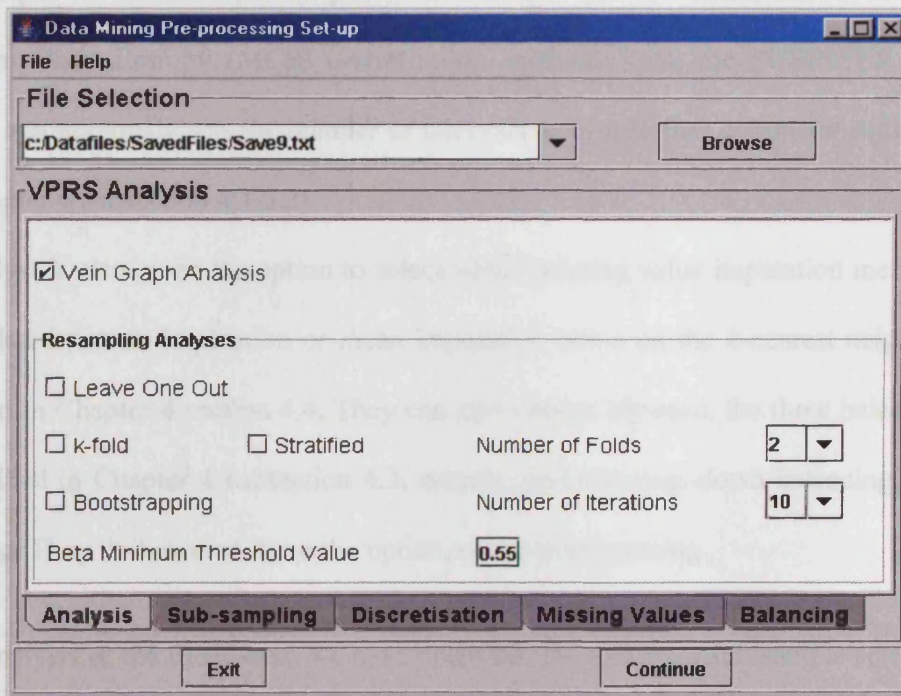 Data Mining Pre-processing Set-up
File Help
File Selection
c:/Datafiles/SavedFiles/Save9.txt Browse
VPRS Analysis
Vein Graph Analysis
Resampling Analyses
Leave One Out
k-fold Stratified Number of Folds 2
Bootstrapping Number of Iterations 10
Beta Minimum Threshold Value 0.55
Analysis Sub-sampling Discretisation Missing Values Balancing
Exit Continue